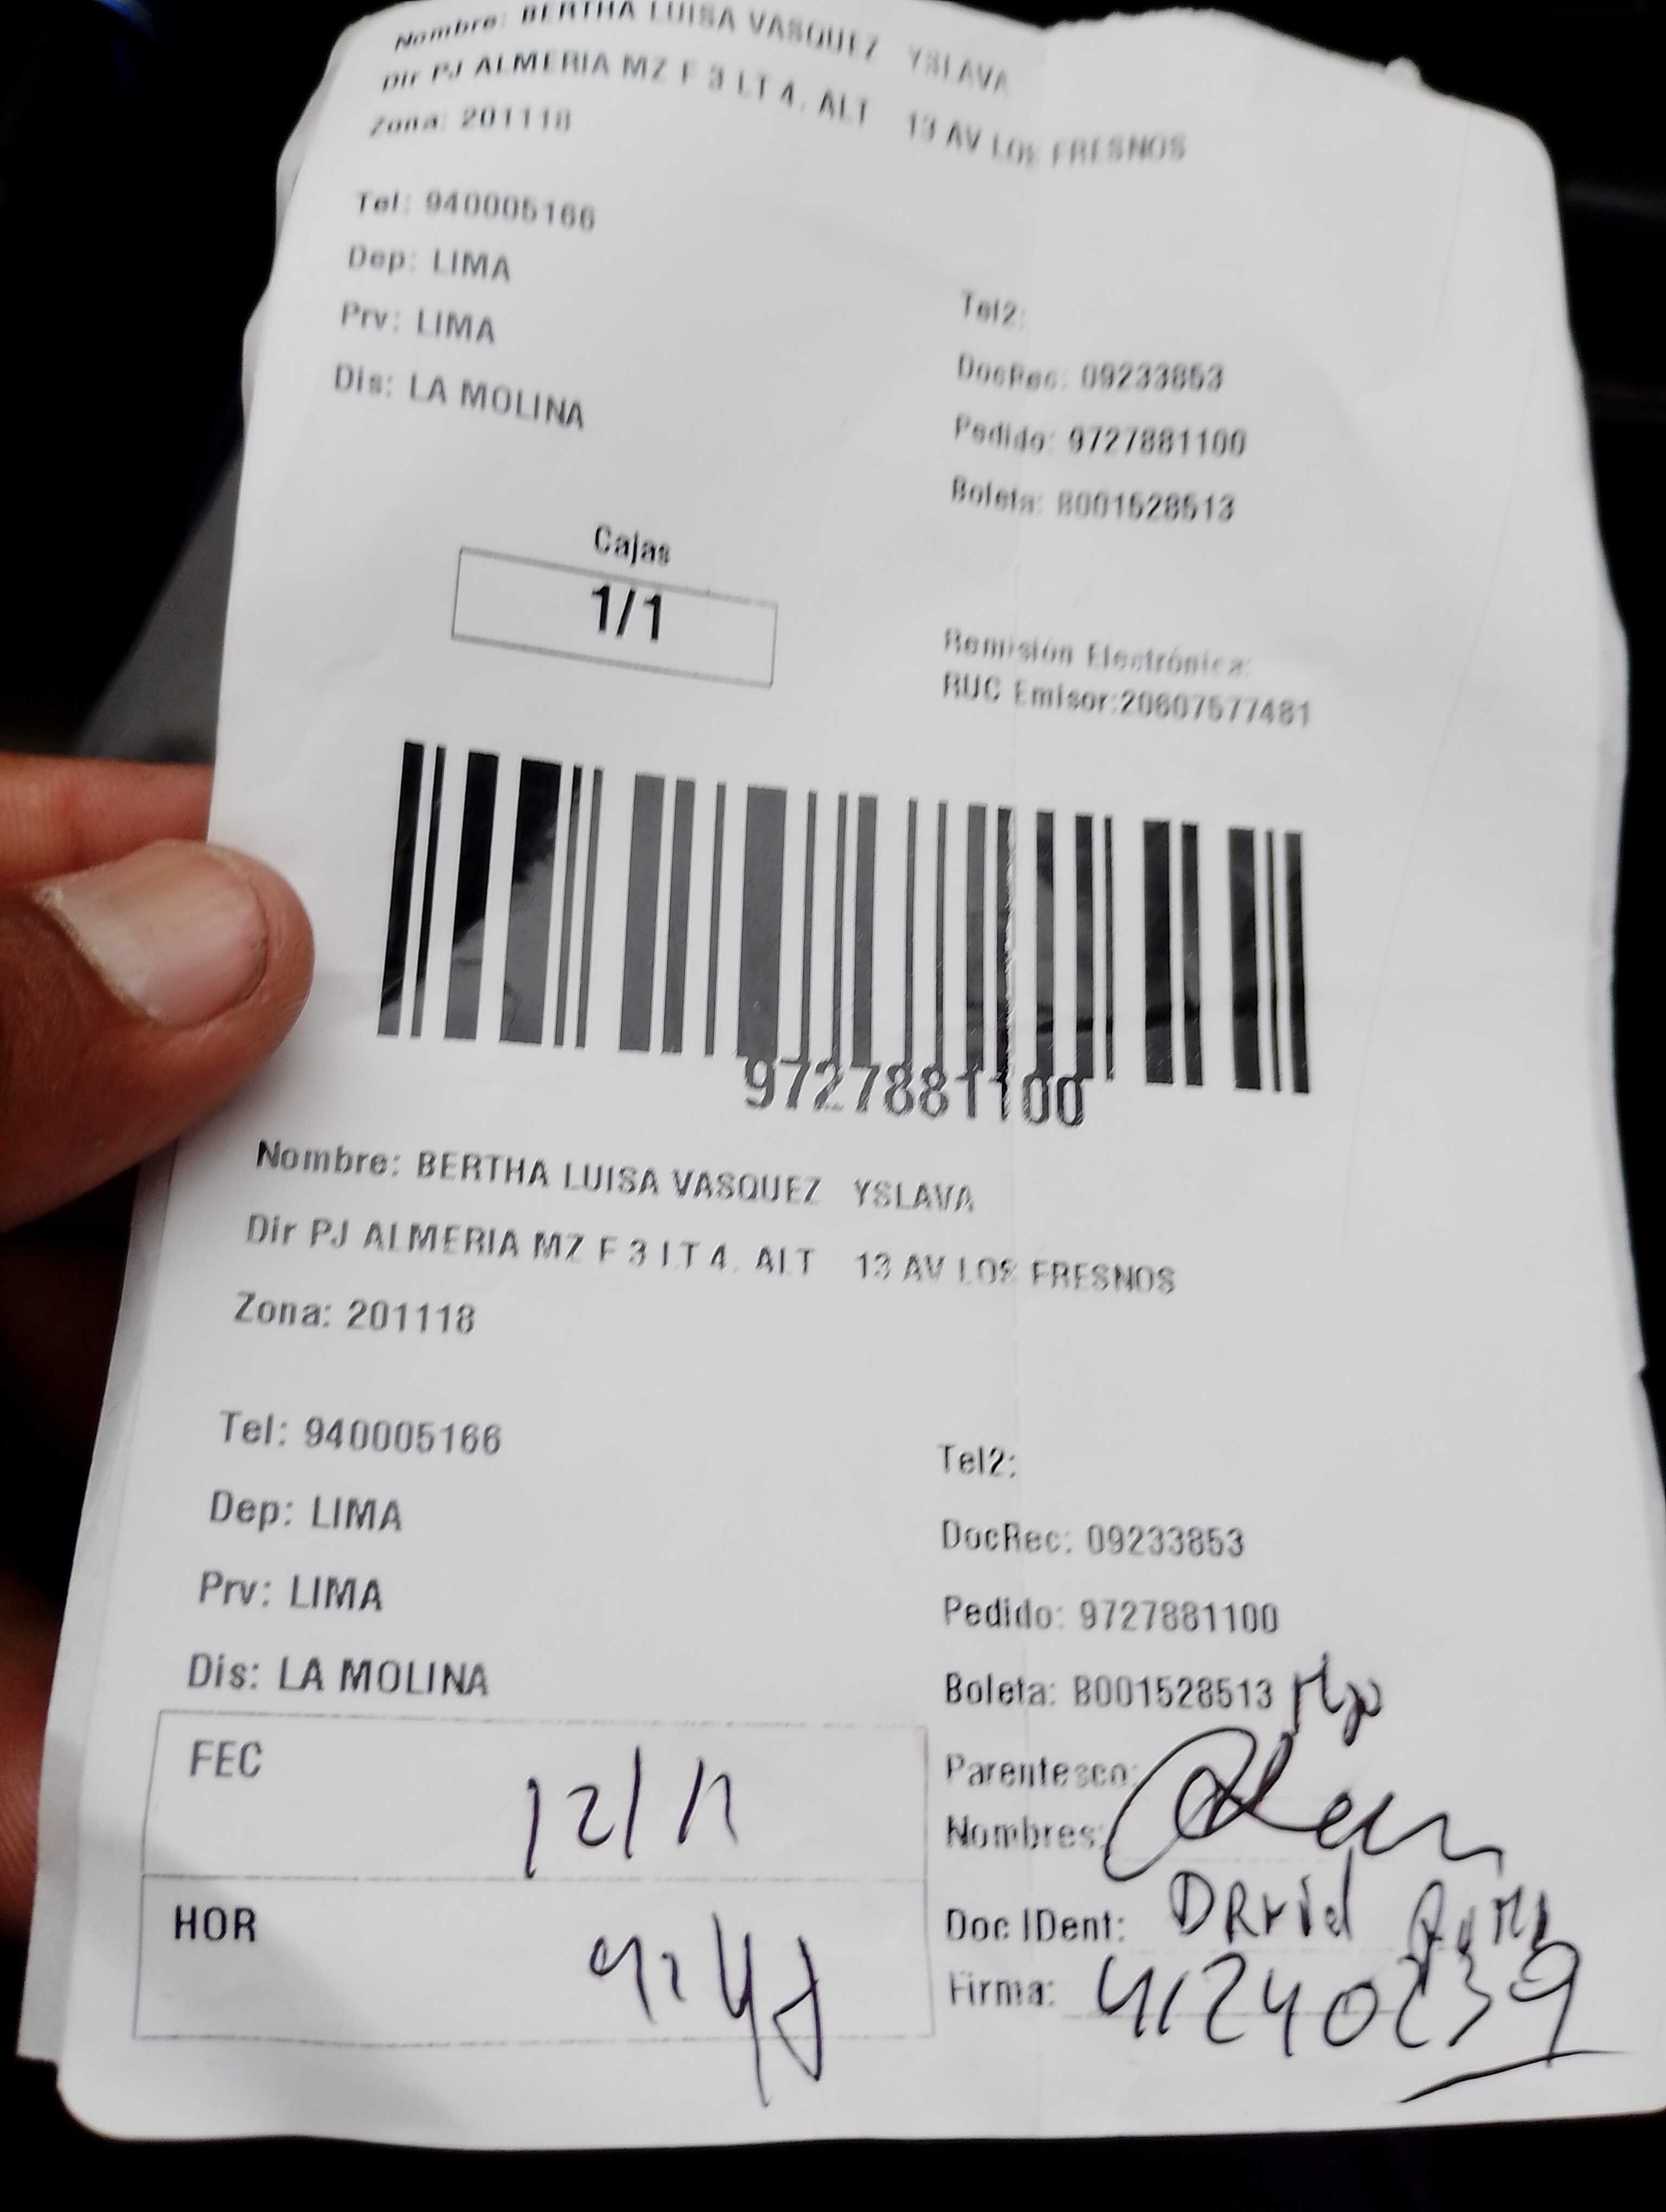 Nombre: BERTHA LUISA VASQUEZ YSLAVA
Dir PJ ALMERIA MZ F 3 LT 4. ALT 13 AV LOS FRESNOS
Zona: 201118
Tel: 940005166
Dep: LIMA
Prv: LIMA
Dis: LA MOLINA
Tel2:
DocRec: 09233853
Pedido: 9727881100
Boleta: B001528513
Cajas
1/1
Remisión Electrónica:
RUC Emisor:20607577481
9727881100
Nombre: BERTHA LUISA VASQUEZ YSLAVA
Dir PJ ALMERIA MZ F 3 LT 4. ALT 13 AV LOS FRESNOS
Zona: 201118
Tel: 940005166
Dep: LIMA
Prv: LIMA
Dis: LA MOLINA
Tel2:
DocRec: 09233853
Pedido: 9727881100
Boleta: B001528513
FEC 12/12
HOR
Parentesco:
Nombres:
Doc IDent: David
Firma: